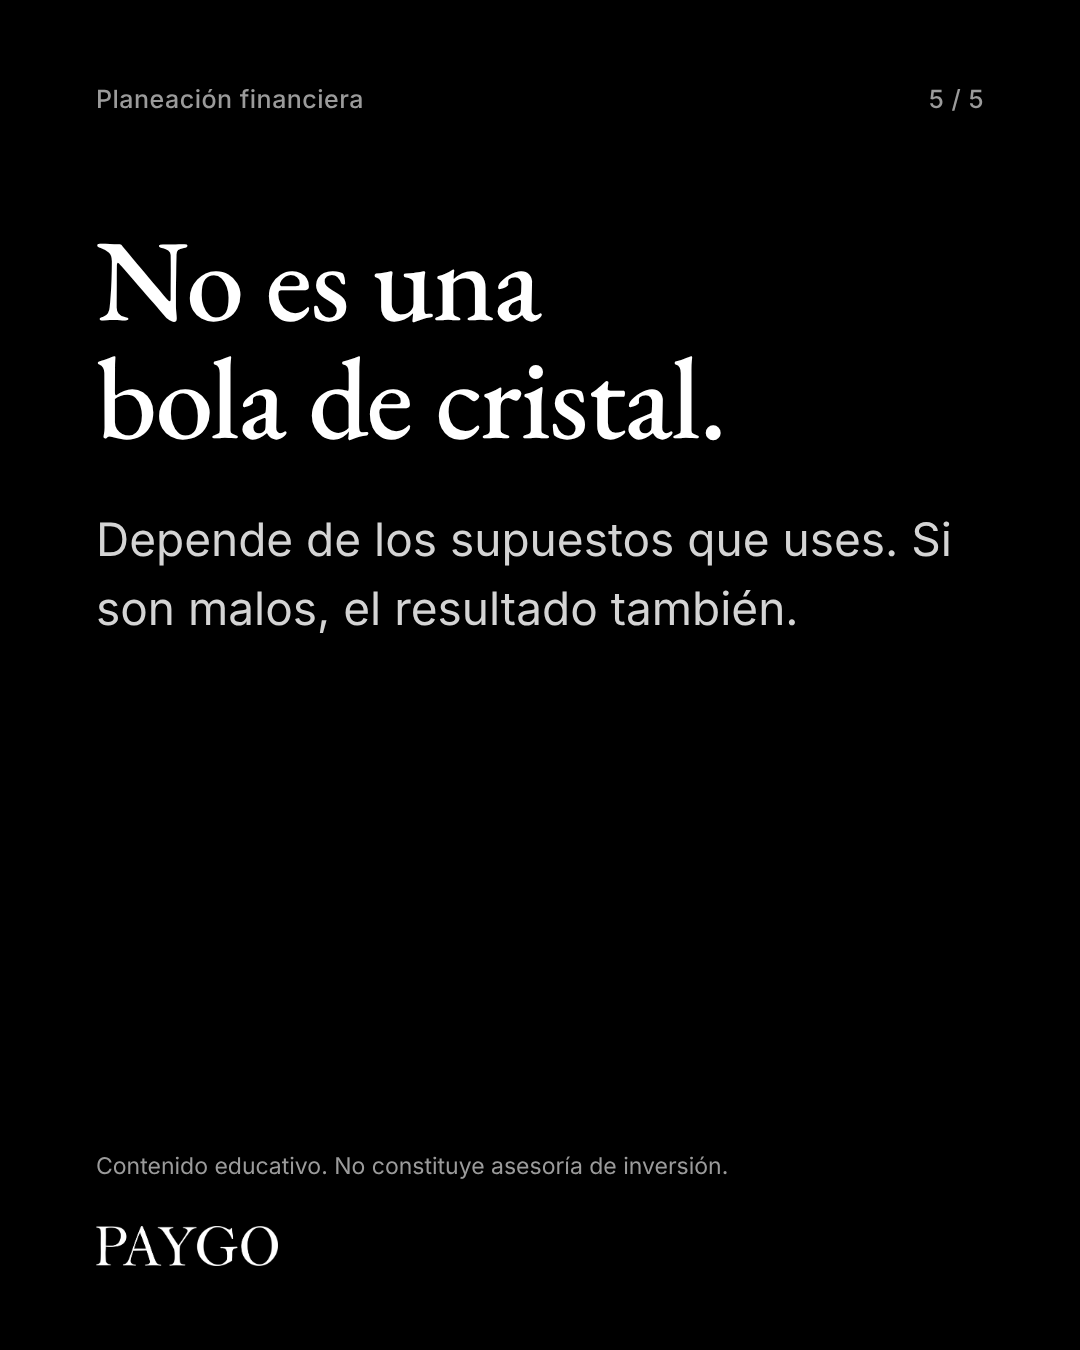 Planeación financiera
5 / 5
No es una
bola de cristal.
Depende de los supuestos que uses. Si
son malos, el resultado también.
Contenido educativo. No constituye asesoría de inversión.
PAYGO